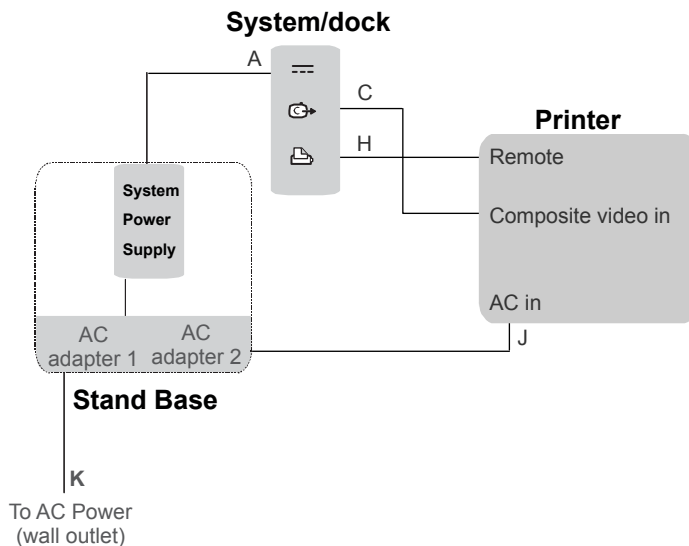 System/dock
A
C
Printer
H
Remote
System
Power
Supply
Composite video in
AC in
AC
adapter 1
AC
adapter 2
J
Stand Base
K
To AC Power
(wall outlet)